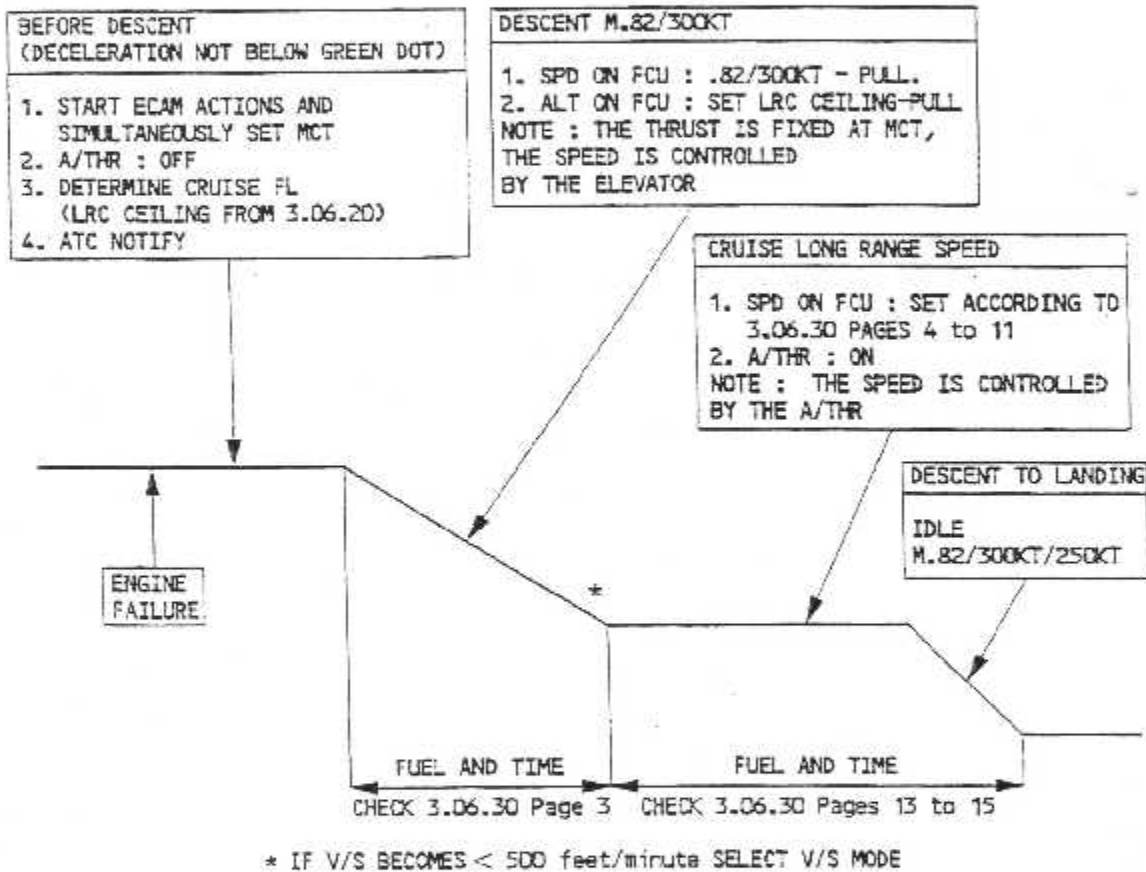 BEFORE DESCENT
(DECELERATION NOT BELOW GREEN DOT)
1. START ECAM ACTIONS AND
SIMULTANEOUSLY SET MCT
2. A/THR : OFF
3. DETERMINE CRUISE FL
(LRC CEILING FROM 3.06.20)
4. ATC NOTIFY
DESCENT M.82/300KT
1. SPD ON FCU : .82/300KT - PULL.
2. ALT ON FCU : SET LRC CEILING-PULL
NOTE : THE THRUST IS FIXED AT MCT,
THE SPEED IS CONTROLLED
BY THE ELEVATOR
CRUISE LONG RANGE SPEED
1. SPD ON FCU : SET ACCORDING TO
3.06.30 PAGES 4 to 11
2. A/THR : ON
NOTE : THE SPEED IS CONTROLLED
BY THE A/THR
DESCENT TO LANDING
IDLE
M.82/300KT/250KT
ENGINE
FAILURE
*
FUEL AND TIME
CHECK 3.06.30 Page 3
FUEL AND TIME
CHECK 3.06.30 Pages 13 to 15
* IF V/S BECOMES < 500 feet/minute SELECT V/S MODE